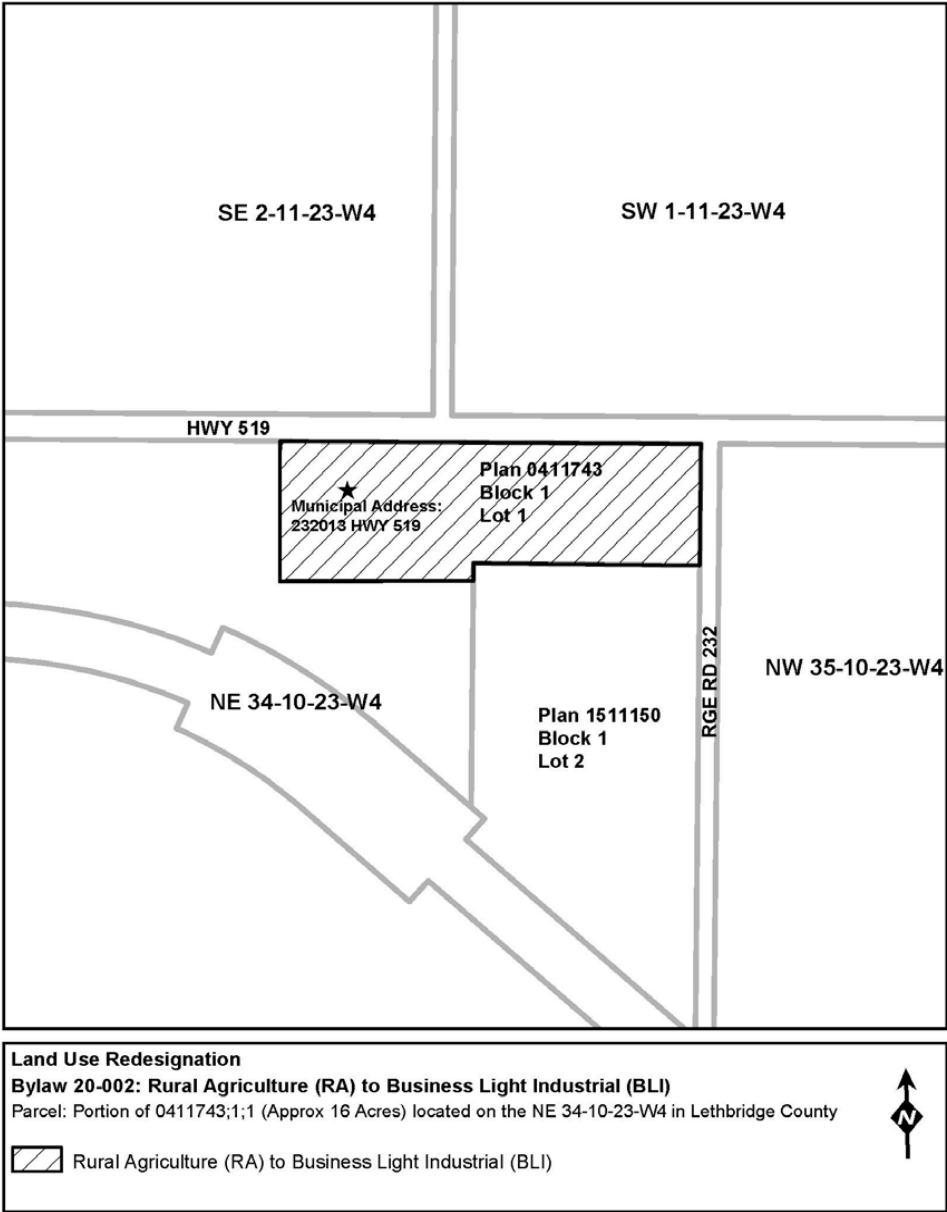 SE 2-11-23-W4
SW 1-11-23-W4
HWY 519
Plan 0411743
Block 1
Lot 1
Municipal Address:
232013 HWY 519
RGE RD 232
NW 35-10-23-W4
NE 34-10-23-W4
Plan 1511150
Block 1
Lot 2
Land Use Redesignation
Bylaw 20-002: Rural Agriculture (RA) to Business Light Industrial (BLI)
Parcel: Portion of 0411743;1;1 (Approx 16 Acres) located on the NE 34-10-23-W4 in Lethbridge County
N
Rural Agriculture (RA) to Business Light Industrial (BLI)